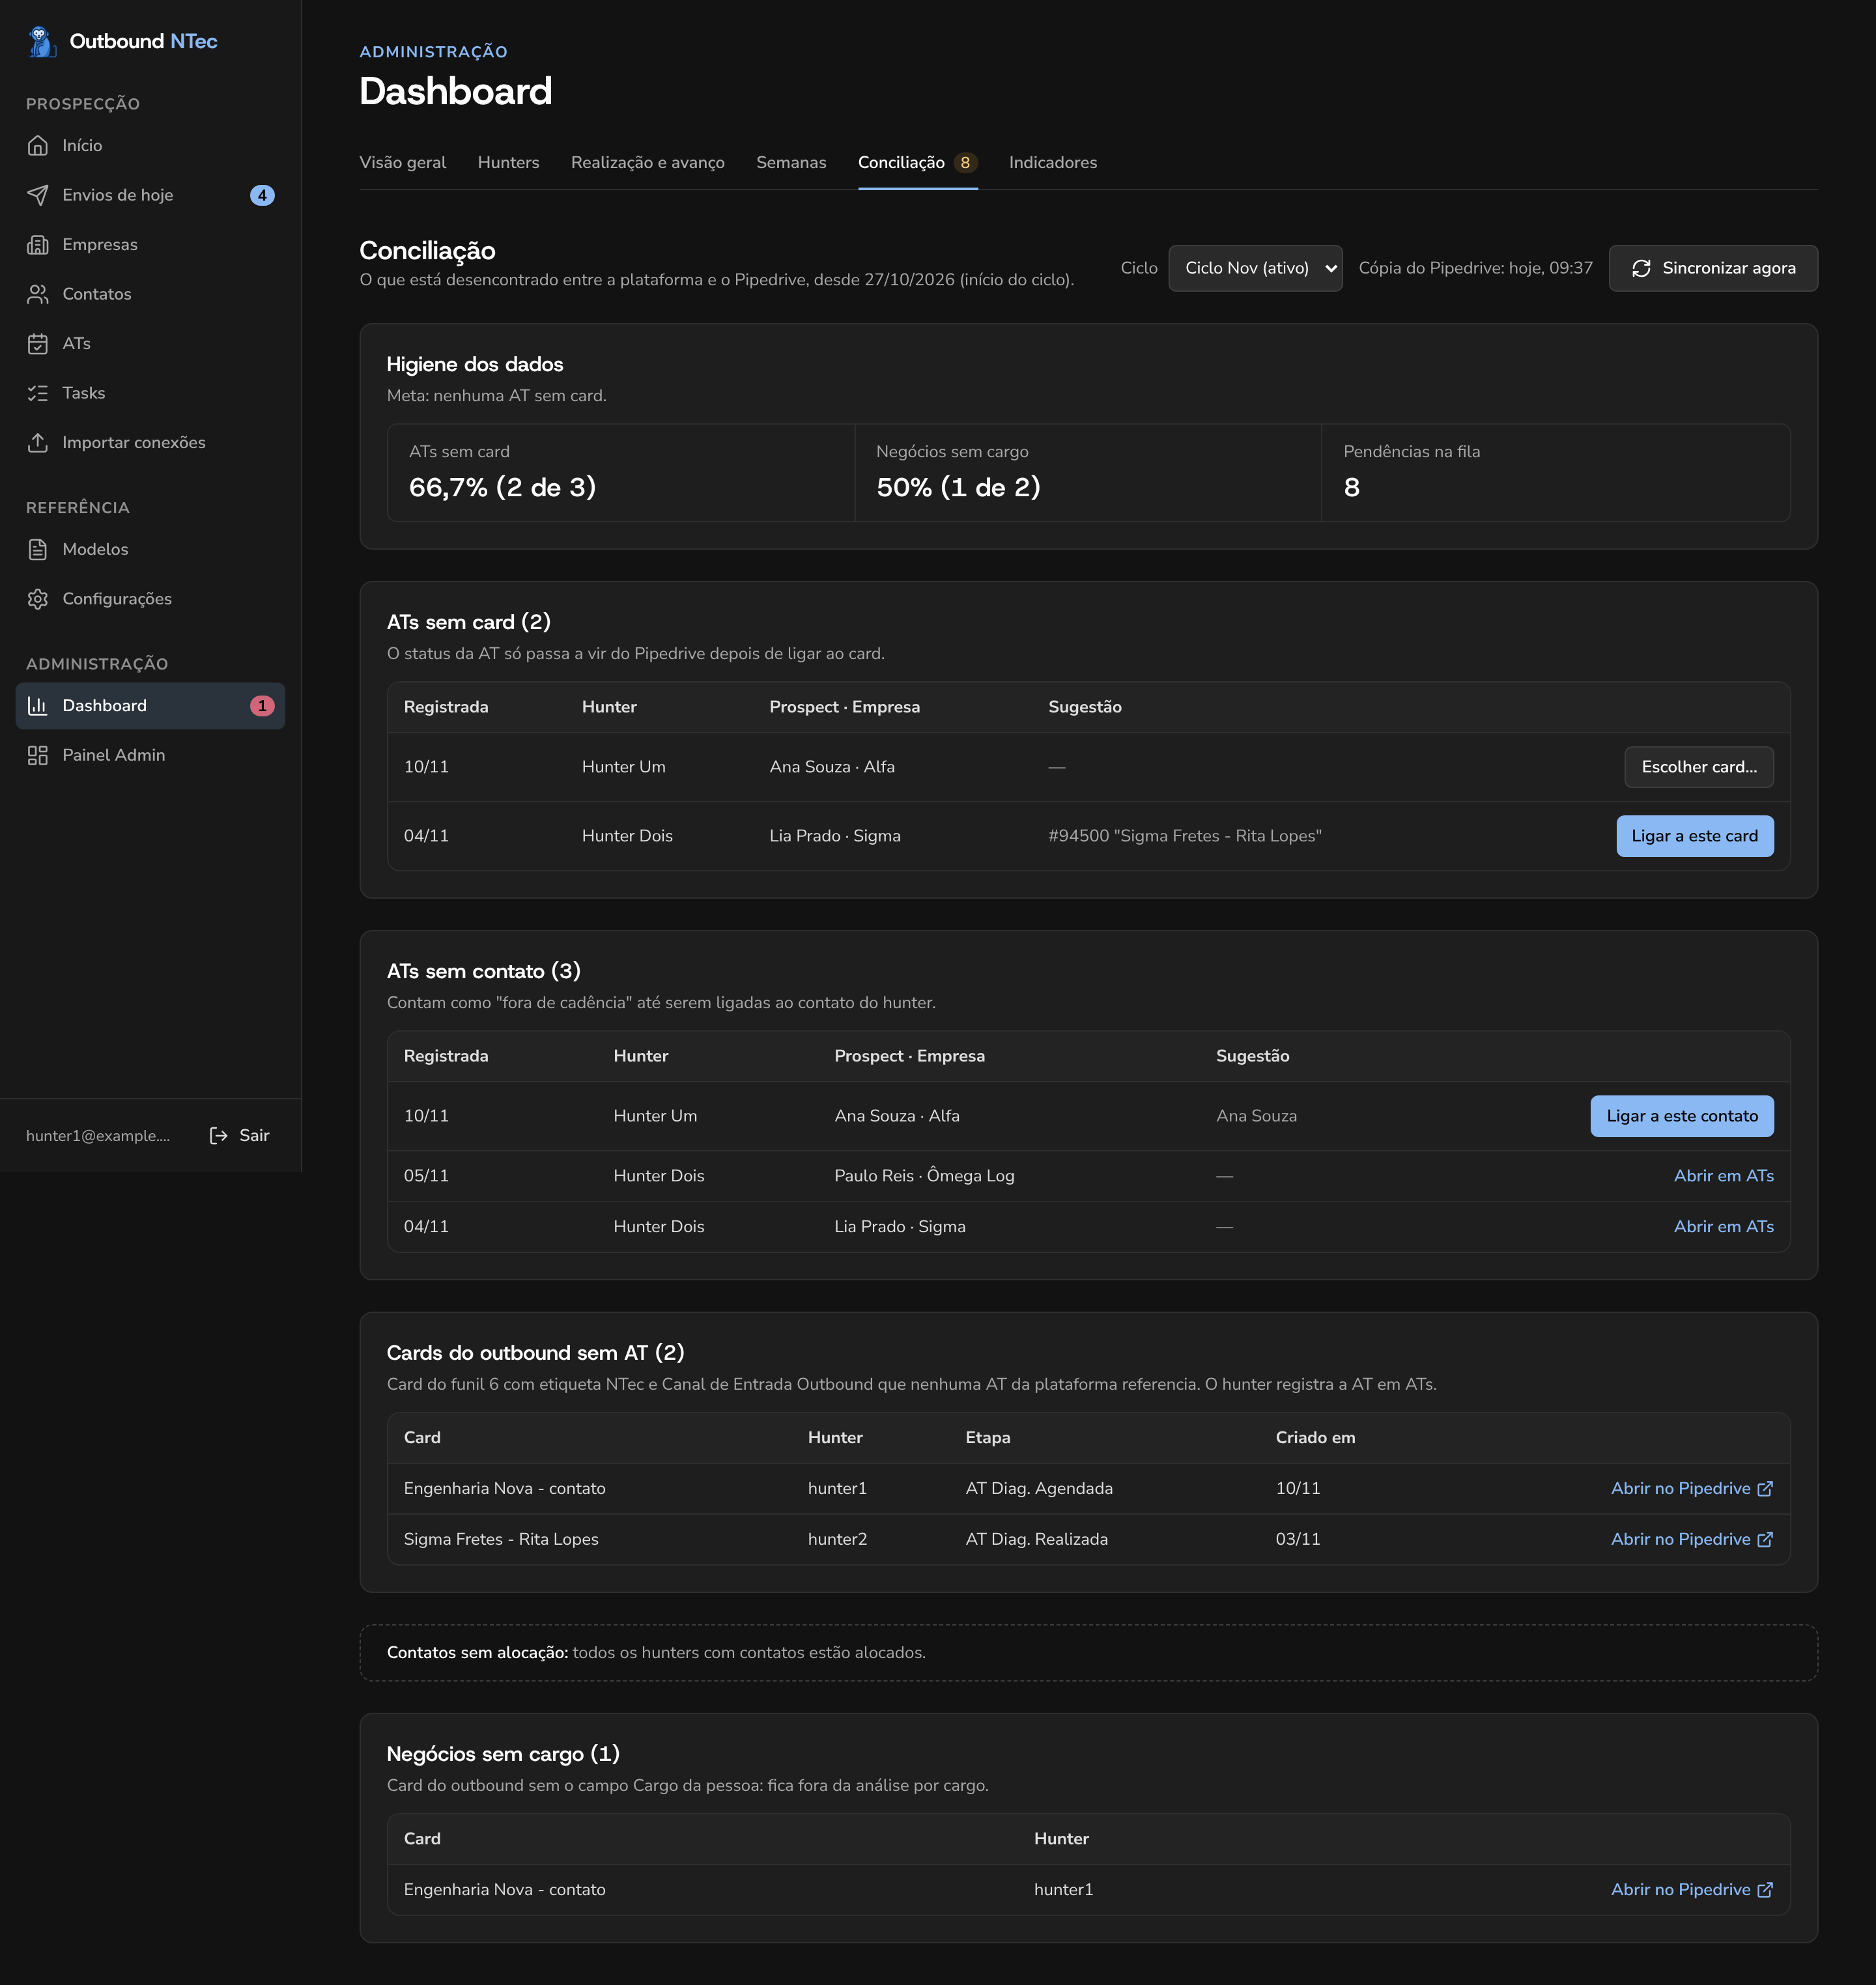 Outbound NTec
PROSPECÇÃO
Início
Envios de hoje 4
Empresas
Contatos
ATs
Tasks
Importar conexões
REFERÊNCIA
Modelos
Configurações
ADMINISTRAÇÃO
Dashboard 1
Painel Admin
hunter1@example.... Sair
ADMINISTRAÇÃO
Dashboard
Visão geral Hunters Realização e avanço Semanas Conciliação 8 Indicadores
Conciliação
O que está desencontrado entre a plataforma e o Pipedrive, desde 27/10/2026 (início do ciclo).
Ciclo Ciclo Nov (ativo) Cópia do Pipedrive: hoje, 09:37 Sincronizar agora
Higiene dos dados
Meta: nenhuma AT sem card.
ATs sem card Negócios sem cargo Pendências na fila
66,7% (2 de 3) 50% (1 de 2) 8
ATs sem card (2)
O status da AT só passa a vir do Pipedrive depois de ligar ao card.
Registrada Hunter Prospect · Empresa Sugestão
10/11 Hunter Um Ana Souza · Alfa — Escolher card...
04/11 Hunter Dois Lia Prado · Sigma #94500 "Sigma Fretes - Rita Lopes" Ligar a este card
ATs sem contato (3)
Contam como "fora de cadência" até serem ligadas ao contato do hunter.
Registrada Hunter Prospect · Empresa Sugestão
10/11 Hunter Um Ana Souza · Alfa Ana Souza Ligar a este contato
05/11 Hunter Dois Paulo Reis · Ômega Log — Abrir em ATs
04/11 Hunter Dois Lia Prado · Sigma — Abrir em ATs
Cards do outbound sem AT (2)
Card do funil 6 com etiqueta NTec e Canal de Entrada Outbound que nenhuma AT da plataforma referencia. O hunter registra a AT em ATs.
Card Hunter Etapa Criado em
Engenharia Nova - contato hunter1 AT Diag. Agendada 10/11 Abrir no Pipedrive
Sigma Fretes - Rita Lopes hunter2 AT Diag. Realizada 03/11 Abrir no Pipedrive
Contatos sem alocação: todos os hunters com contatos estão alocados.
Negócios sem cargo (1)
Card do outbound sem o campo Cargo da pessoa: fica fora da análise por cargo.
Card Hunter
Engenharia Nova - contato hunter1 Abrir no Pipedrive